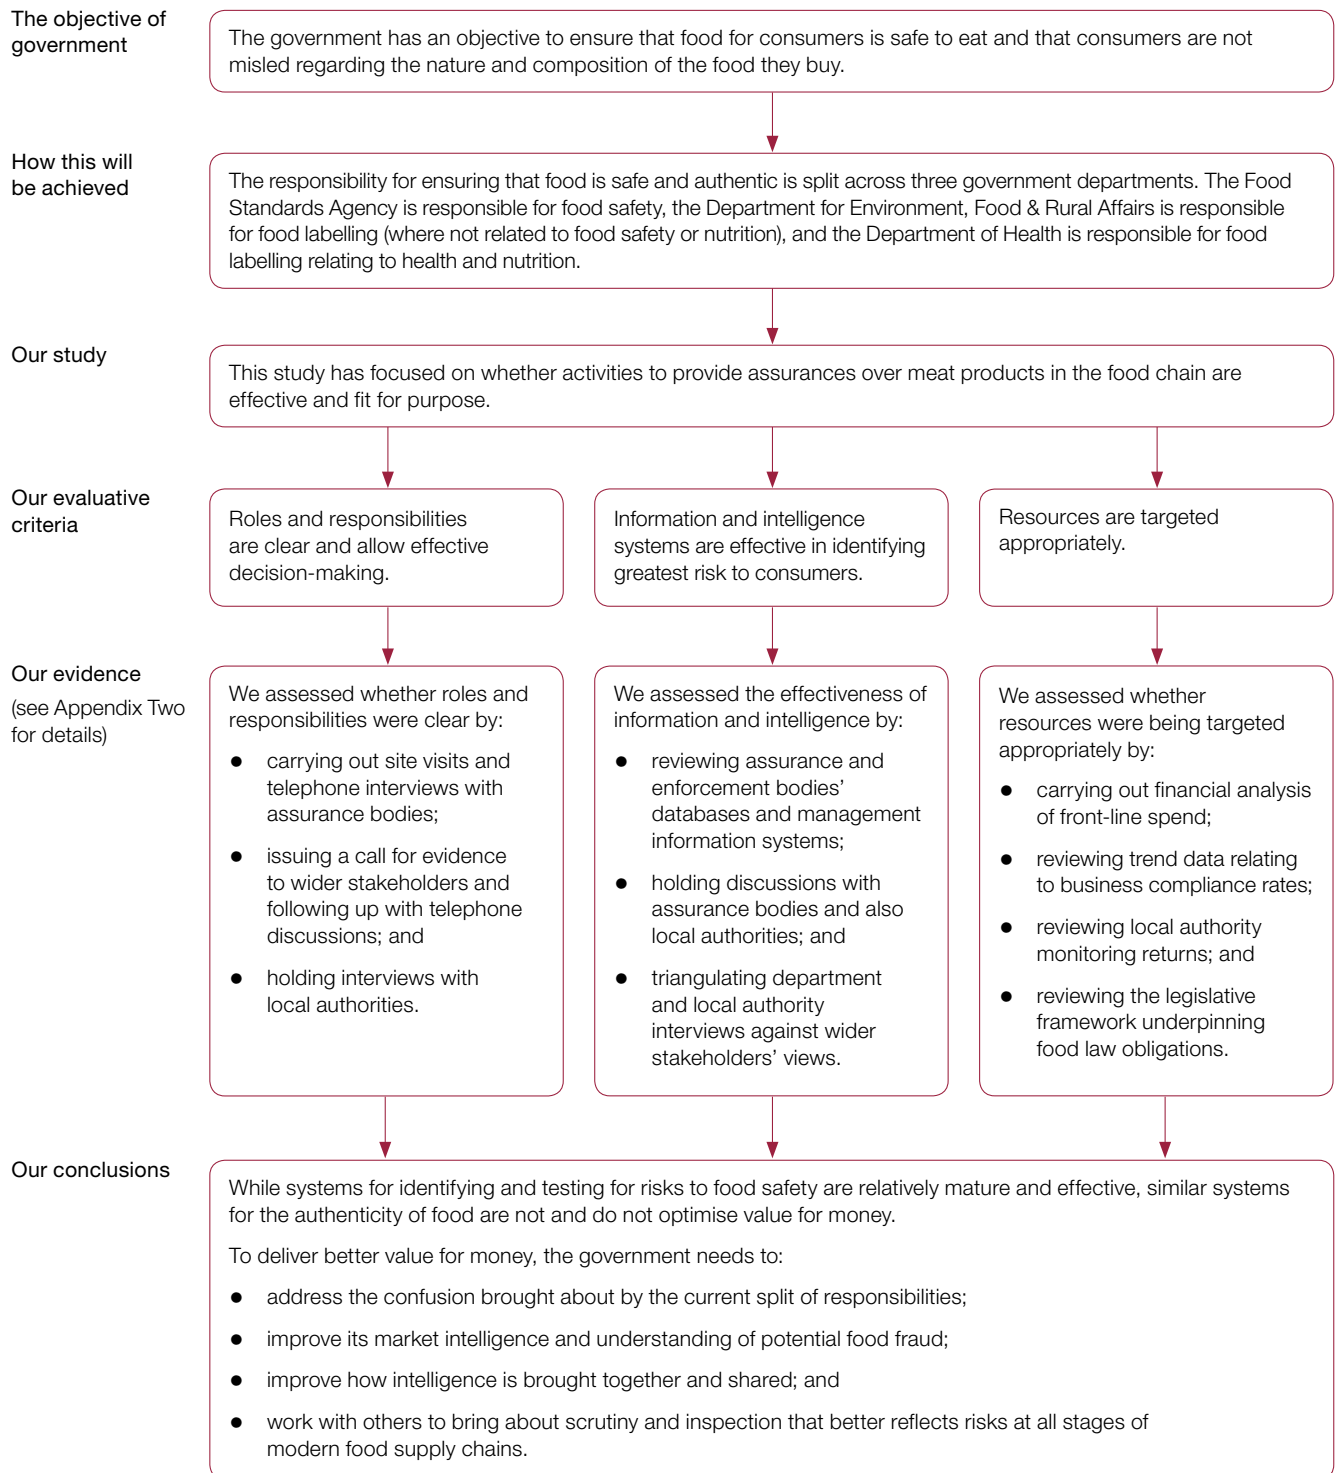 The objective of
government
The government has an objective to ensure that food for consumers is safe to eat and that consumers are not
misled regarding the nature and composition of the food they buy.
How this will
be achieved
The responsibility for ensuring that food is safe and authentic is split across three government departments. The Food
Standards Agency is responsible for food safety, the Department for Environment, Food & Rural Affairs is responsible
for food labelling (where not related to food safety or nutrition), and the Department of Health is responsible for food
labelling relating to health and nutrition.
Our study
This study has focused on whether activities to provide assurances over meat products in the food chain are
effective and fit for purpose.
Our evaluative
criteria
Roles and responsibilities
are clear and allow effective
decision-making.
Information and intelligence
systems are effective in identifying
greatest risk to consumers.
Resources are targeted
appropriately.
Our evidence
(see Appendix Two
for details)
We assessed whether roles and
responsibilities were clear by:
● carrying out site visits and
telephone interviews with
assurance bodies;
● issuing a call for evidence
to wider stakeholders and
following up with telephone
discussions; and
● holding interviews with
local authorities.
We assessed the effectiveness of
information and intelligence by:
● reviewing assurance and
enforcement bodies'
databases and management
information systems;
● holding discussions with
assurance bodies and also
local authorities; and
● triangulating department
and local authority
interviews against wider
stakeholders' views.
We assessed whether
resources were being targeted
appropriately by:
● carrying out financial analysis
of front-line spend;
● reviewing trend data relating
to business compliance rates;
● reviewing local authority
monitoring returns; and
● reviewing the legislative
framework underpinning
food law obligations.
Our conclusions
While systems for identifying and testing for risks to food safety are relatively mature and effective, similar systems
for the authenticity of food are not and do not optimise value for money.
To deliver better value for money, the government needs to:
● address the confusion brought about by the current split of responsibilities;
● improve its market intelligence and understanding of potential food fraud;
● improve how intelligence is brought together and shared; and
● work with others to bring about scrutiny and inspection that better reflects risks at all stages of
modern food supply chains.